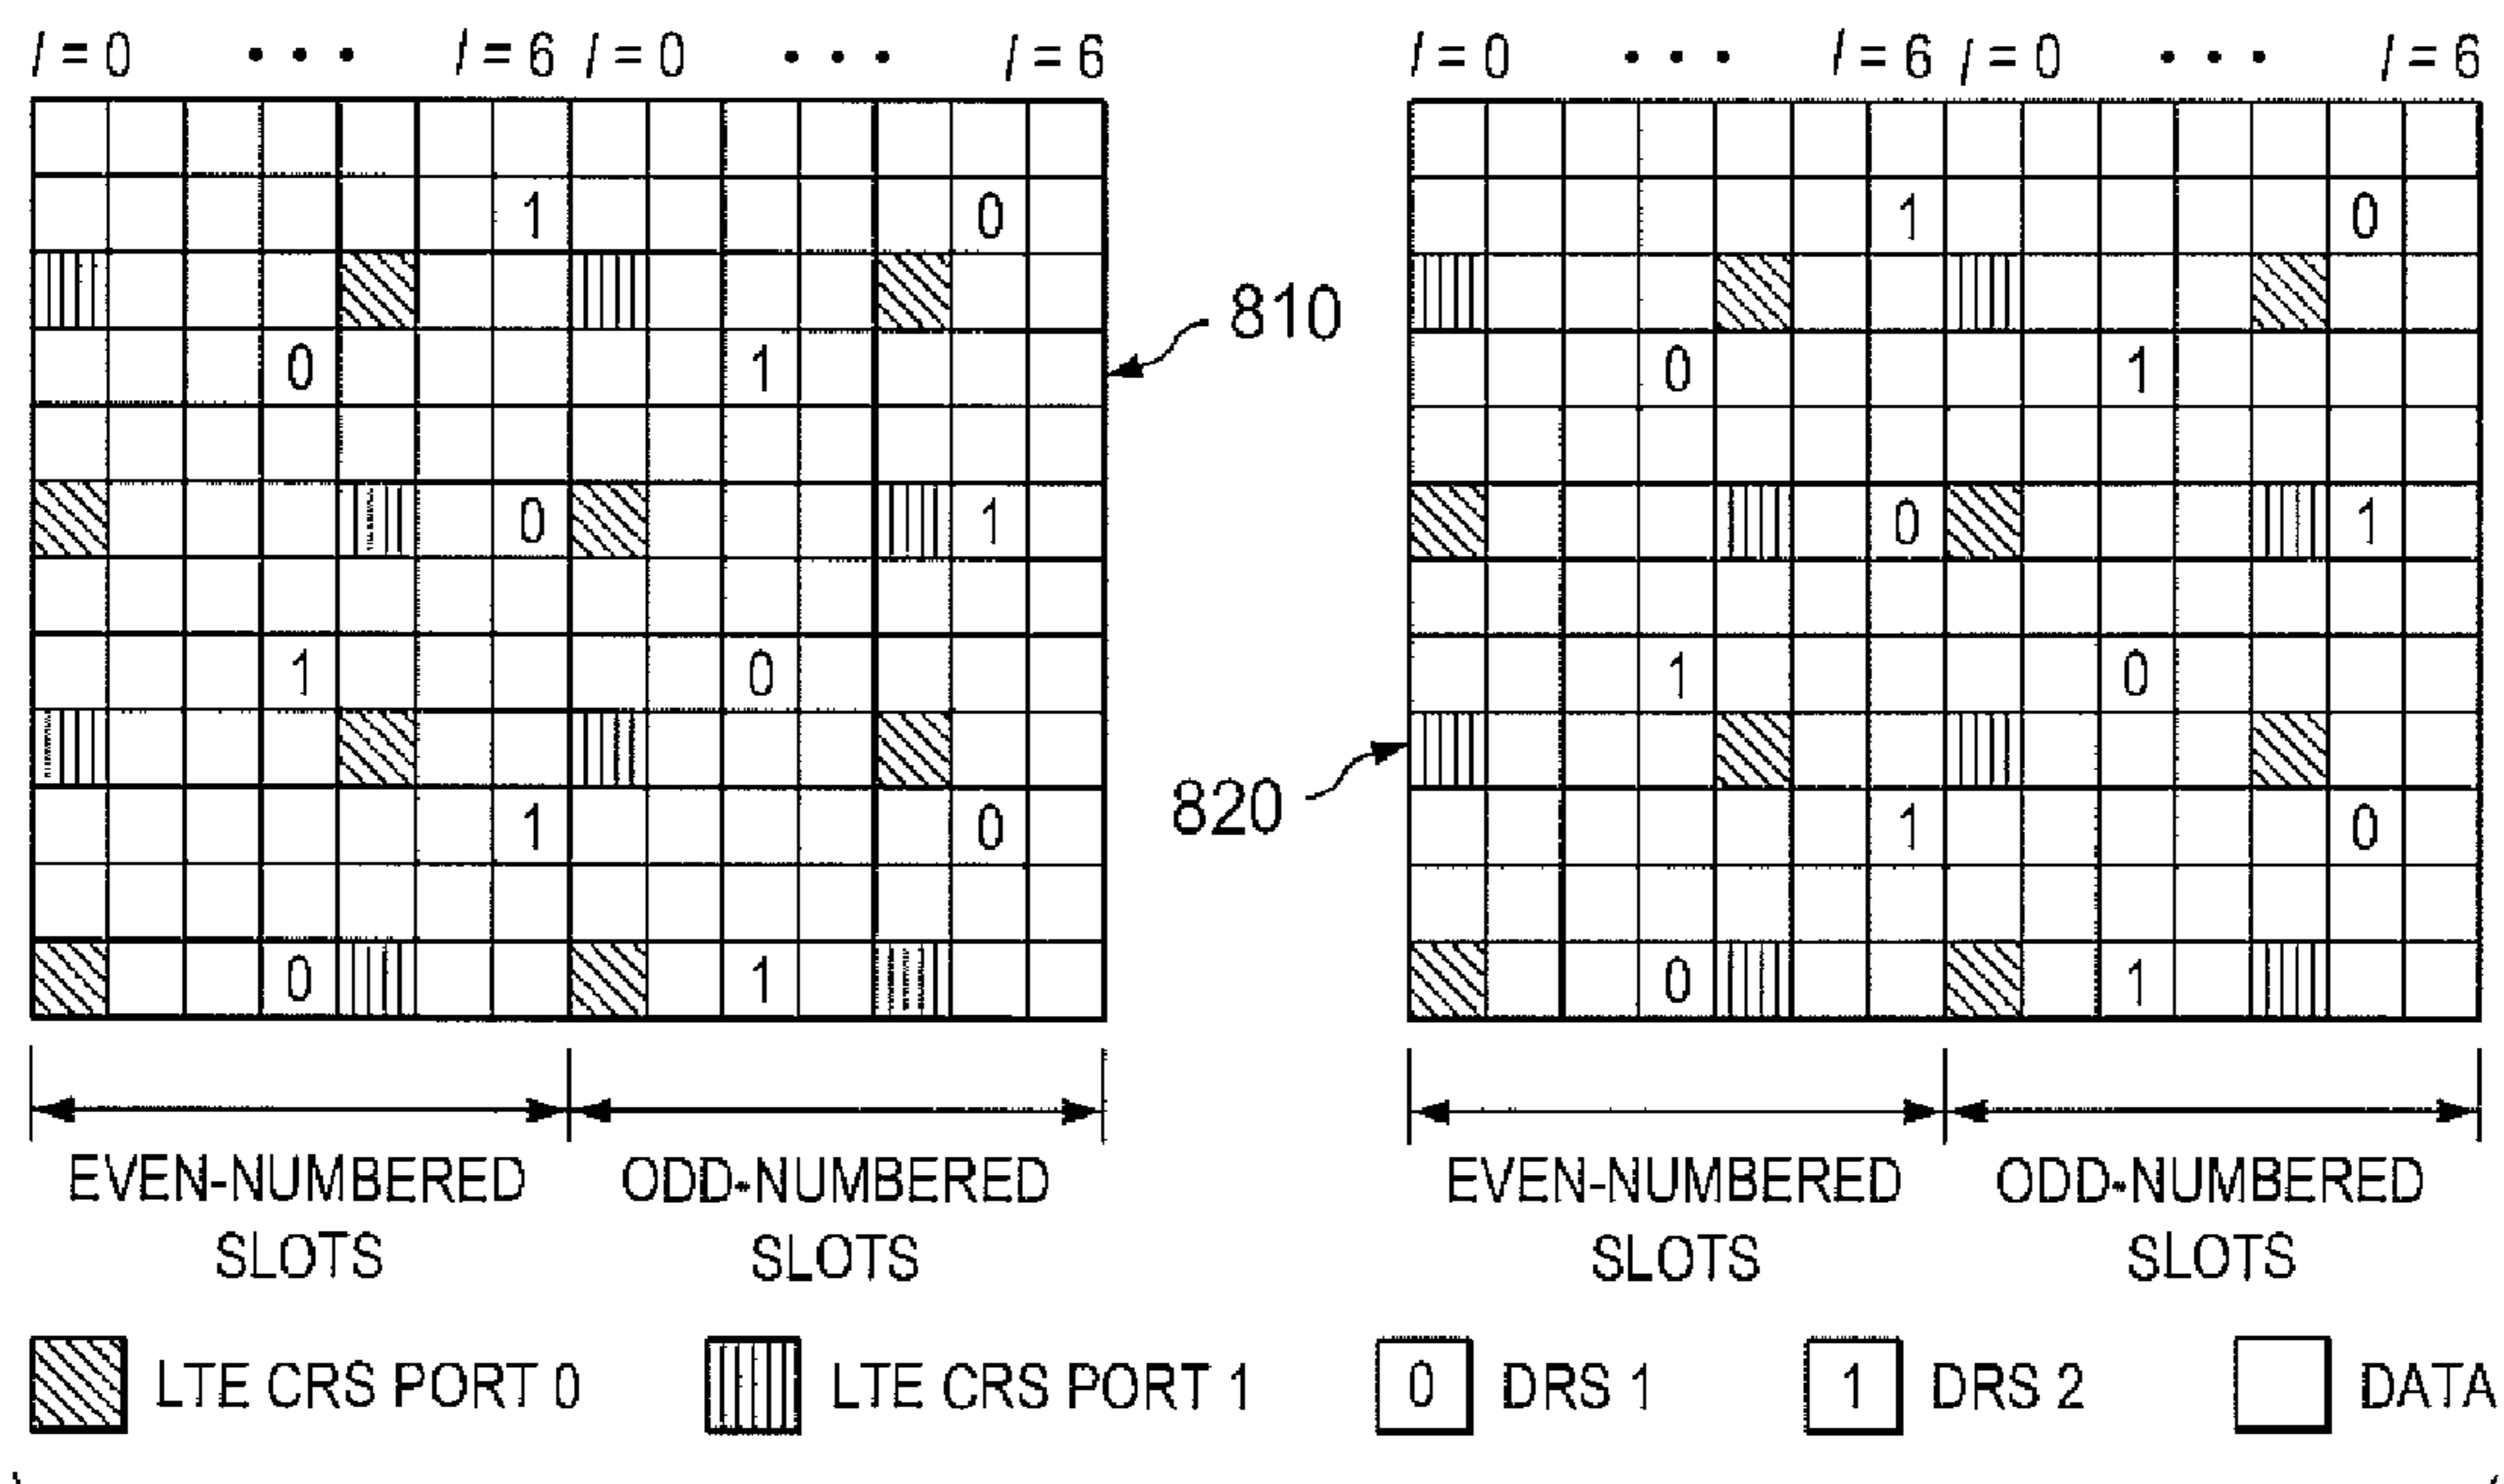 l = 0 • • • l = 6 l = 0 • • • l = 6 l = 0 • • • l = 6 l = 0 • • • l = 6
1 0 1 0
810
0 1 0 1
0 1 0 1
1 0 1 0
820
1 0 1 0
0 1 0 1
EVEN-NUMBERED SLOTS
ODD-NUMBERED SLOTS
EVEN-NUMBERED SLOTS
ODD-NUMBERED SLOTS
LTE CRS PORT 0 LTE CRS PORT 1 0 DRS 1 1 DRS 2 DATA